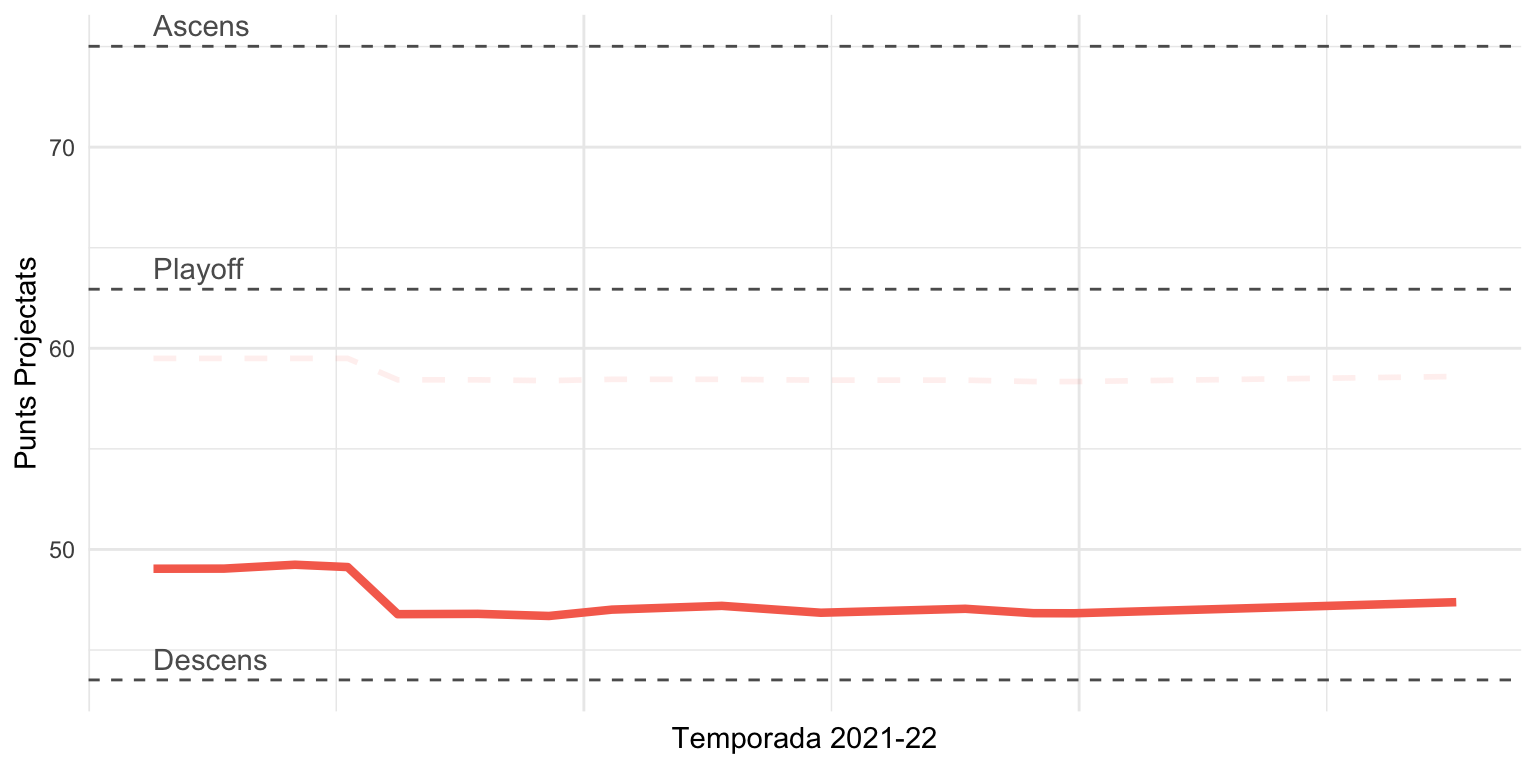 Ascens
70
Playoff
60
50
Descens
Punts Projectats
Temporada 2021-22